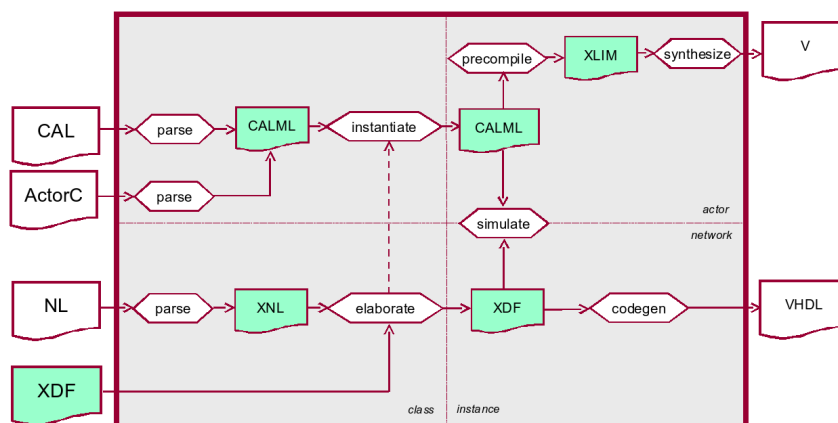 precompile
XLIM
synthesize
V
CAL
parse
CALML
instantiate
CALML
ActorC
parse
actor
simulate
network
NL
parse
XNL
elaborate
XDF
codegen
VHDL
XDF
class
instance